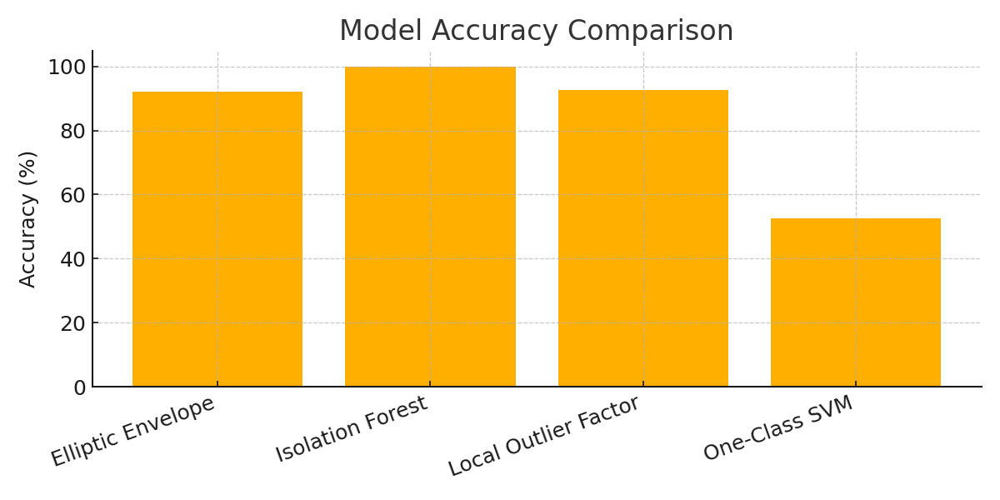 Model Accuracy Comparison
Accuracy (%)
100
80
60
40
20
0
Elliptic Envelope
Isolation Forest
Local Outlier Factor
One-Class SVM